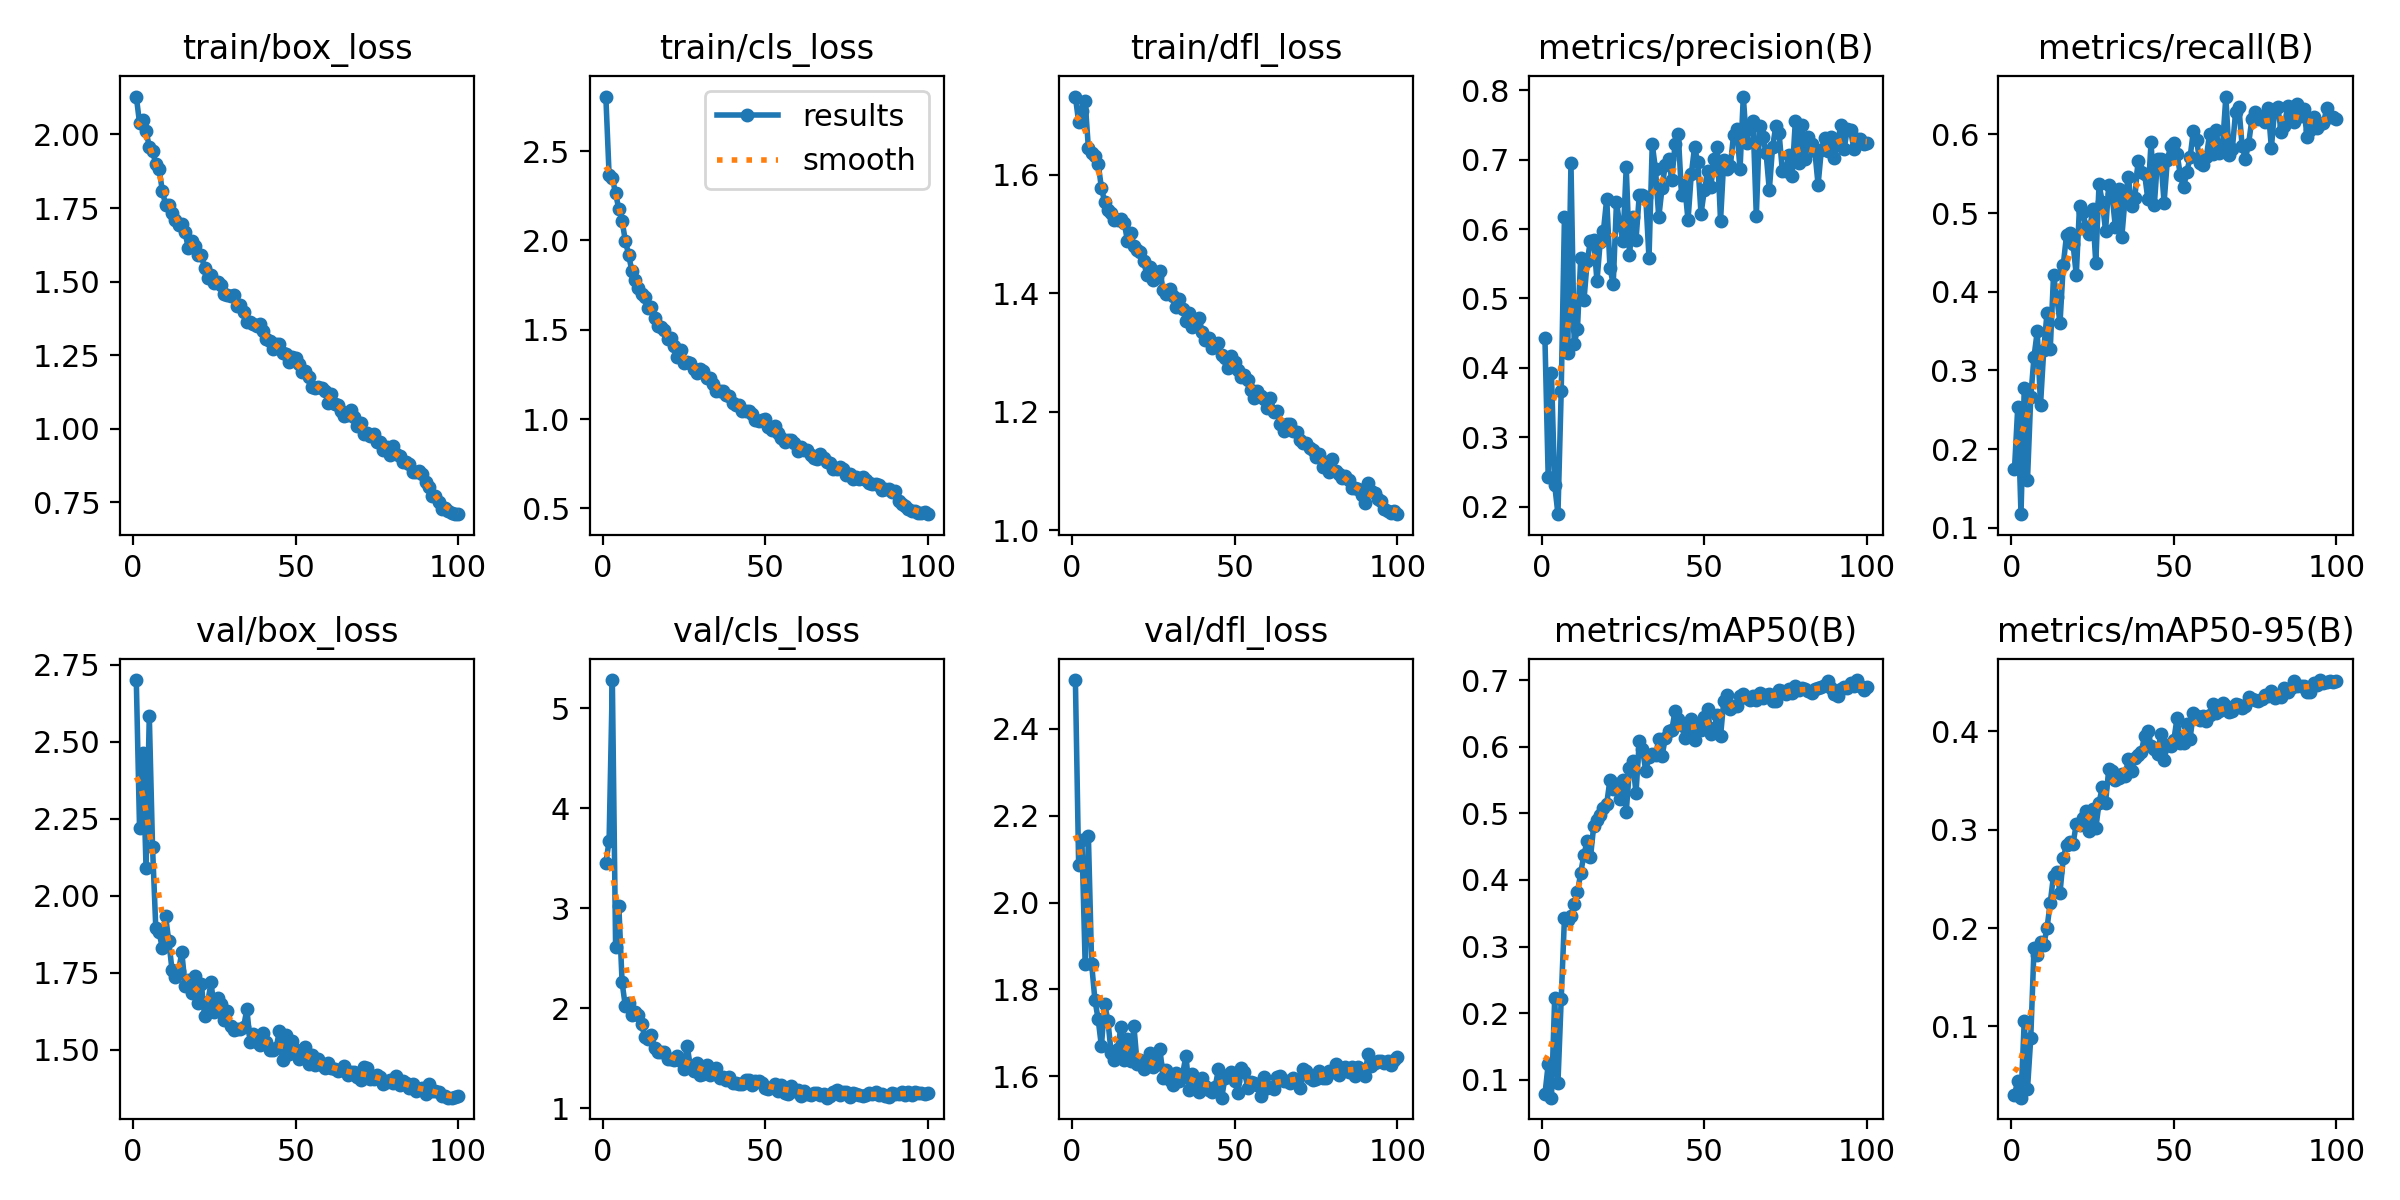 train/box_loss
2.00
1.75
1.50
1.25
1.00
0.75
0 50 100
train/cls_loss
results
smooth
2.5
2.0
1.5
1.0
0.5
0 50 100
train/dfl_loss
1.6
1.4
1.2
1.0
0 50 100
metrics/precision(B)
0.8
0.7
0.6
0.5
0.4
0.3
0.2
0 50 100
metrics/recall(B)
0.6
0.5
0.4
0.3
0.2
0.1
0 50 100
val/box_loss
2.75
2.50
2.25
2.00
1.75
1.50
0 50 100
val/cls_loss
5
4
3
2
1
0 50 100
val/dfl_loss
2.4
2.2
2.0
1.8
1.6
0 50 100
metrics/mAP50(B)
0.7
0.6
0.5
0.4
0.3
0.2
0.1
0 50 100
metrics/mAP50-95(B)
0.4
0.3
0.2
0.1
0 50 100